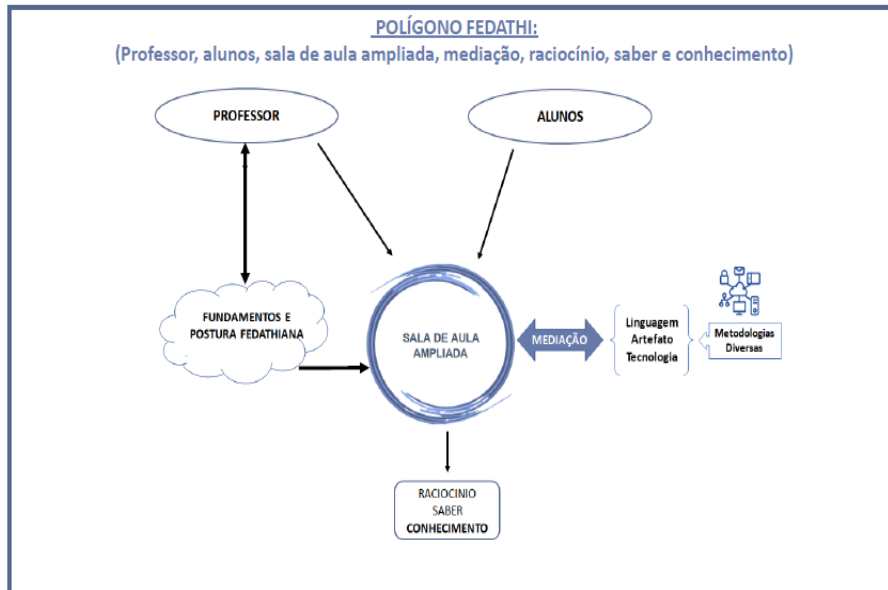 POLÍGONO FEDATHI:
(Professor, alunos, sala de aula ampliada, mediação, raciocínio, saber e conhecimento)
PROFESSOR
ALUNOS
FUNDAMENTOS E
POSTURA FEDATHIANA
SALA DE AULA
AMPLIADA
MEDIAÇÃO
Linguagem
Artefato
Tecnologia
Metodologias
Diversas
RACIOCINIO
SABER
CONHECIMENTO